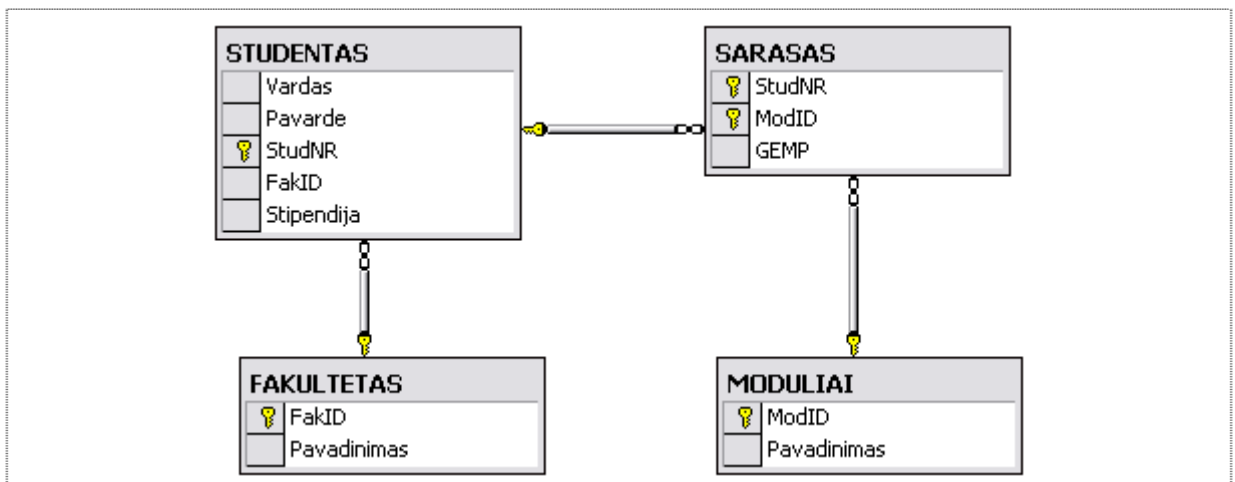 STUDENTAS
Vardas
Pavarde
StudNR
FakID
Stipendija
SARASAS
StudNR
ModID
GEMP
FAKULTETAS
FakID
Pavadinimas
MODULIAI
ModID
Pavadinimas